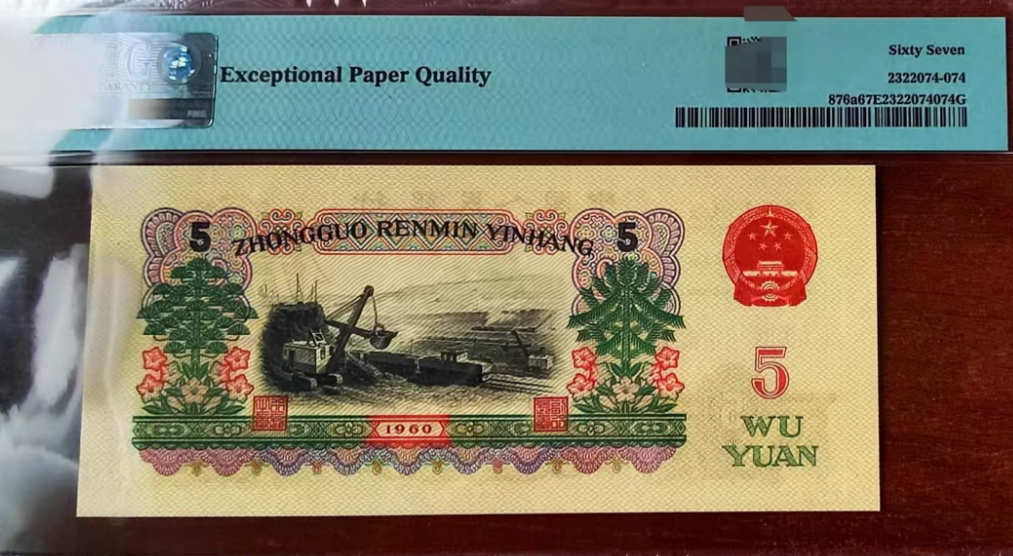 Exceptional Paper Quality
Sixty Seven
2322074-074
876a67E2322074074G
5 ZHONGGUO RENMIN YINHANG 5
5
1960
WU
YUAN